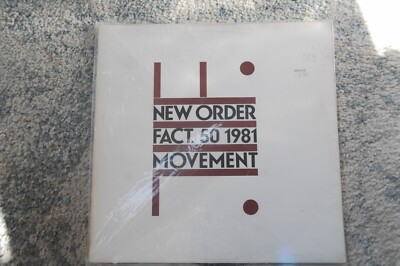 NEW ORDER
FACT. 50 1981
MOVEMENT